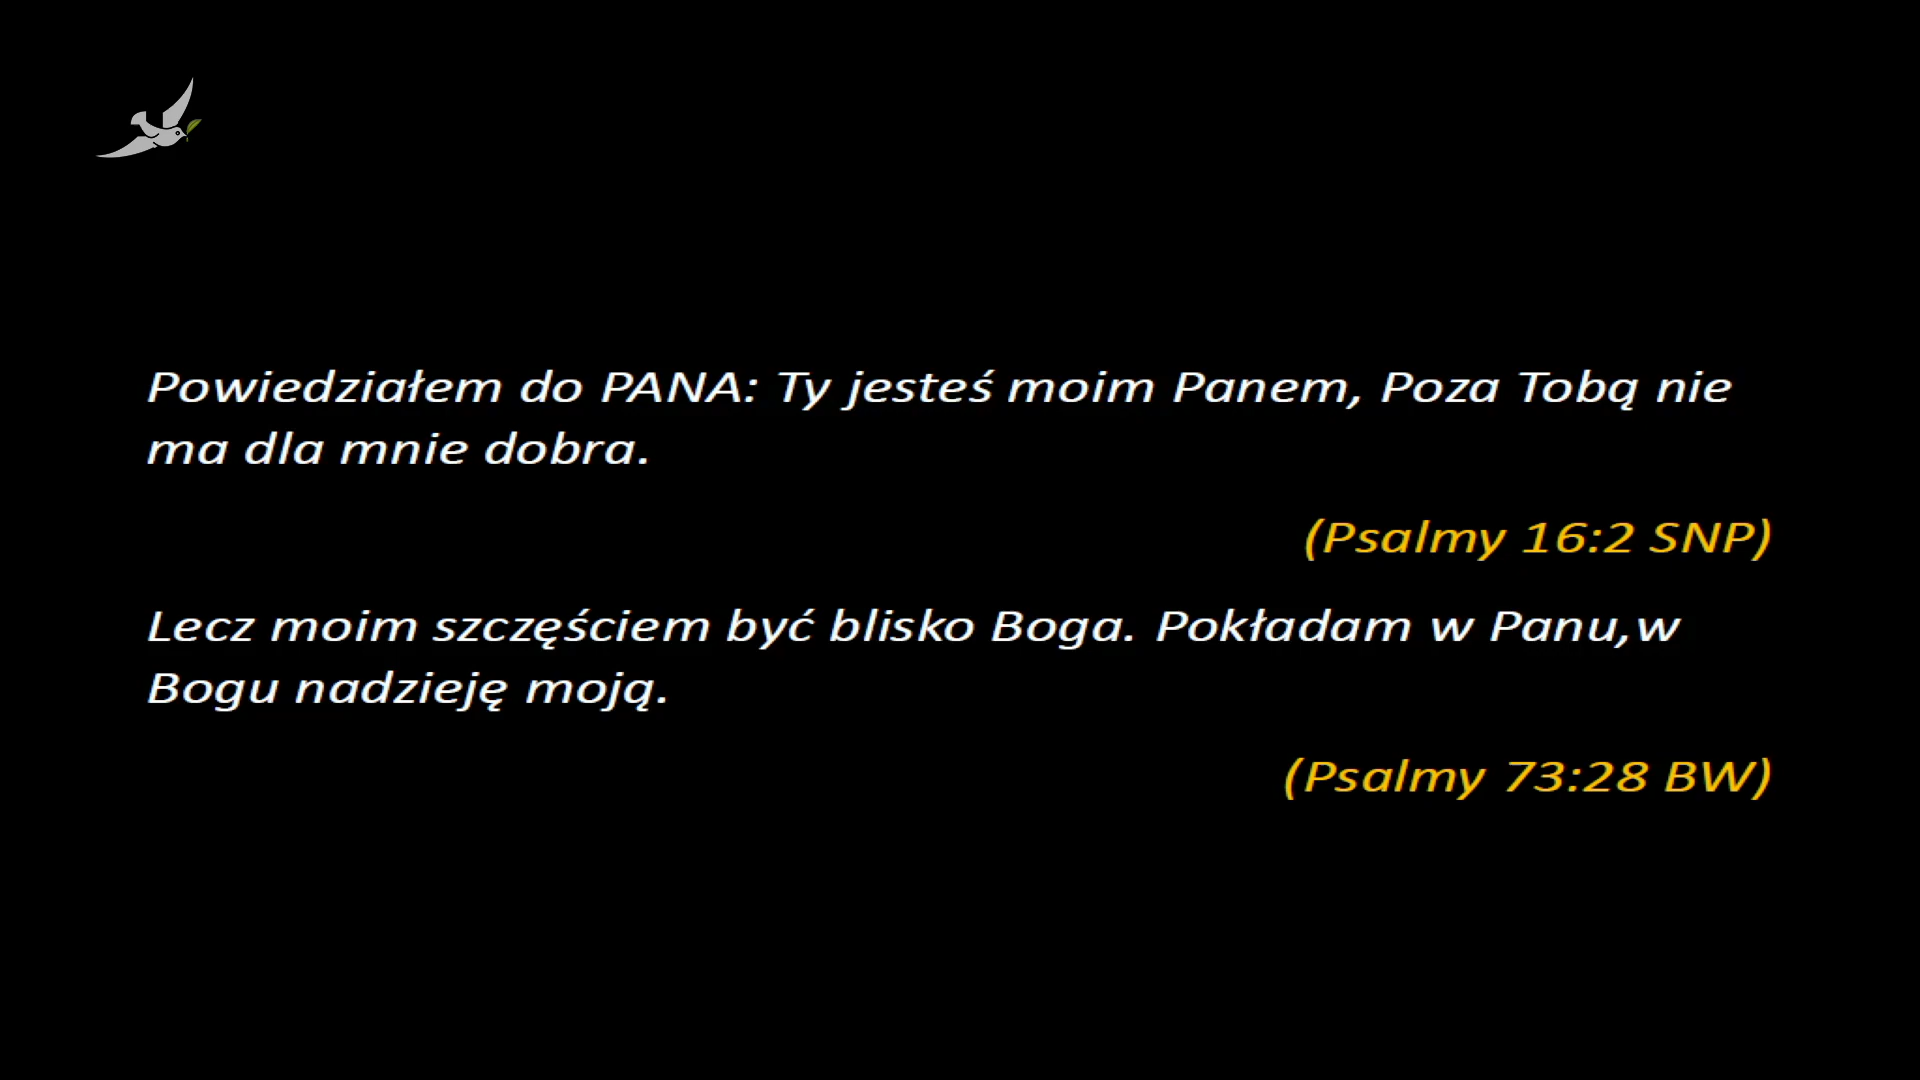 Powiedziałem do PANA: Ty jesteś moim Panem, Poza Tobą nie
ma dla mnie dobra.
(Psalmy 16:2 SNP)
Lecz moim szczęściem być blisko Boga. Pokładam w Panu,w
Bogu nadzieję moją.
(Psalmy 73:28 BW)